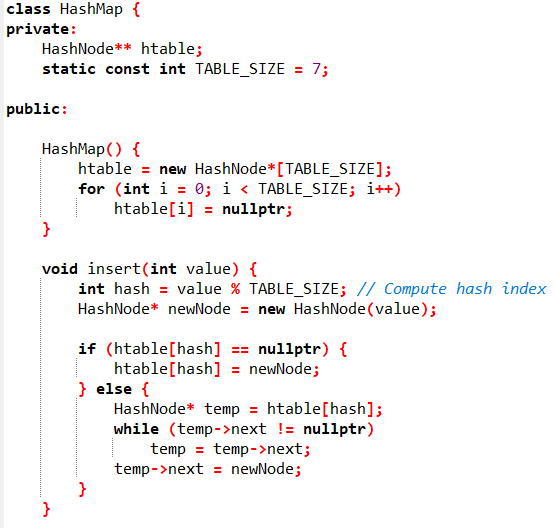 class HashMap {
private:
    HashNode** htable;
    static const int TABLE_SIZE = 7;

public:

    HashMap() {
        htable = new HashNode*[TABLE_SIZE];
        for (int i = 0; i < TABLE_SIZE; i++)
            htable[i] = nullptr;
    }

    void insert(int value) {
        int hash = value % TABLE_SIZE; // Compute hash index
        HashNode* newNode = new HashNode(value);

        if (htable[hash] == nullptr) {
            htable[hash] = newNode;
        } else {
            HashNode* temp = htable[hash];
            while (temp->next != nullptr)
                temp = temp->next;
            temp->next = newNode;
        }
    }